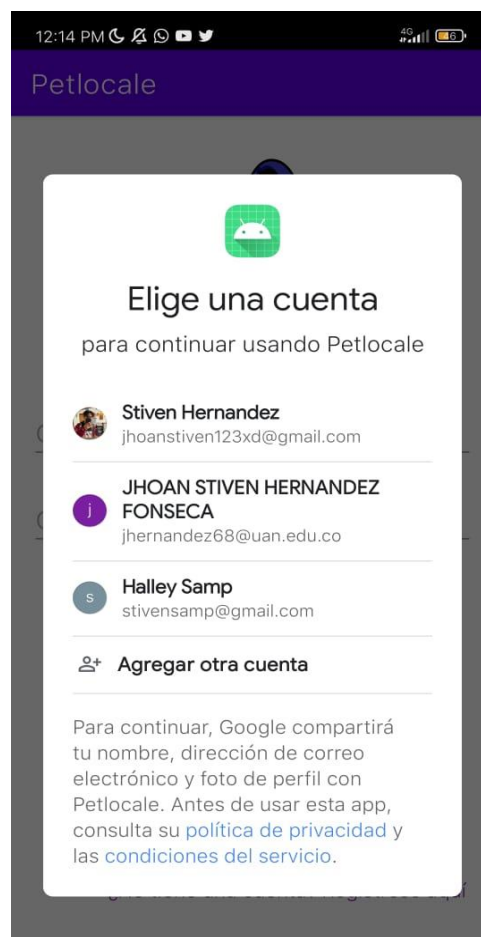 12:14 PM
4G
6
Petlocale
Elige una cuenta
para continuar usando Petlocale
Stiven Hernandez
jhoanstiven123xd@gmail.com
j
JHOAN STIVEN HERNANDEZ
FONSECA
jhernandez68@uan.edu.co
s
Halley Samp
stivensamp@gmail.com
Agregar otra cuenta
Para continuar, Google compartirá
tu nombre, dirección de correo
electrónico y foto de perfil con
Petlocale. Antes de usar esta app,
consulta su política de privacidad y
las condiciones del servicio.